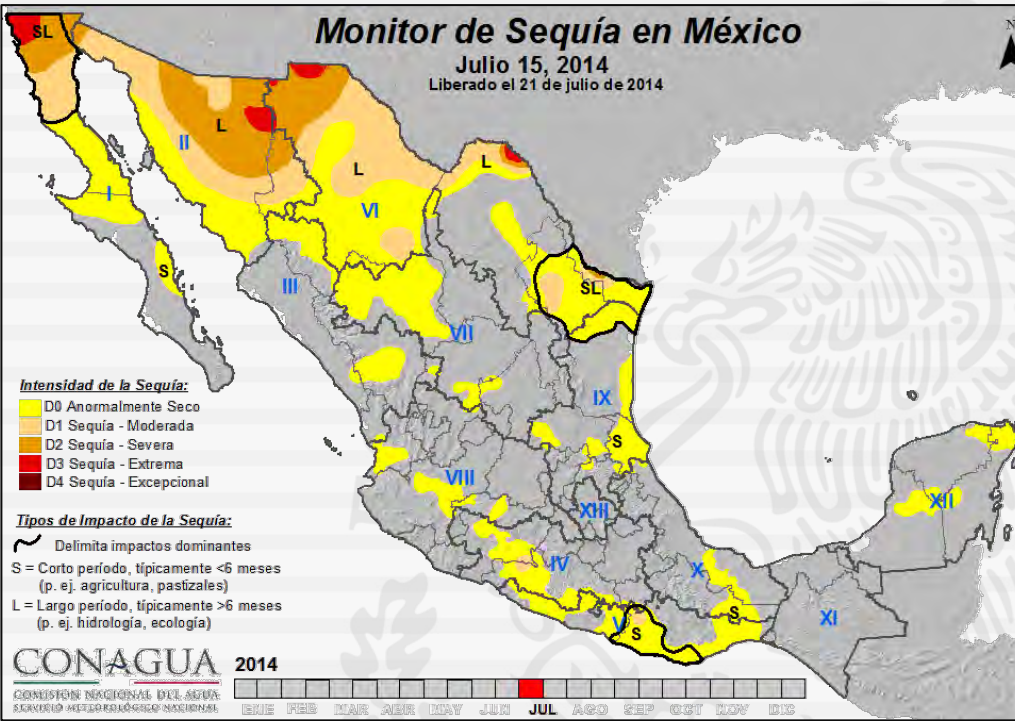 Monitor de Sequía en México
Julio 15, 2014
Liberado el 21 de julio de 2014
N
SL
L
II
L
L
I
VI
S
III
SL
VII
IX
S
VIII
XIII
XII
IV
X
S
V
S
XI
Intensidad de la Sequía:
D0 Anormalmente Seco
D1 Sequía - Moderada
D2 Sequía - Severa
D3 Sequía - Extrema
D4 Sequía - Excepcional
Tipos de Impacto de la Sequía:
Delimita impactos dominantes
S = Corto período, típicamente <6 meses
(p. ej. agricultura, pastizales)
L = Largo período, típicamente >6 meses
(p. ej. hidrología, ecología)
CONAGUA
COMISIÓN NACIONAL DEL AGUA
SERVICIO METEOROLÓGICO NACIONAL
2014
ENE FEB MAR ABR MAY JUN JUL AGO SEP OCT NOV DIC